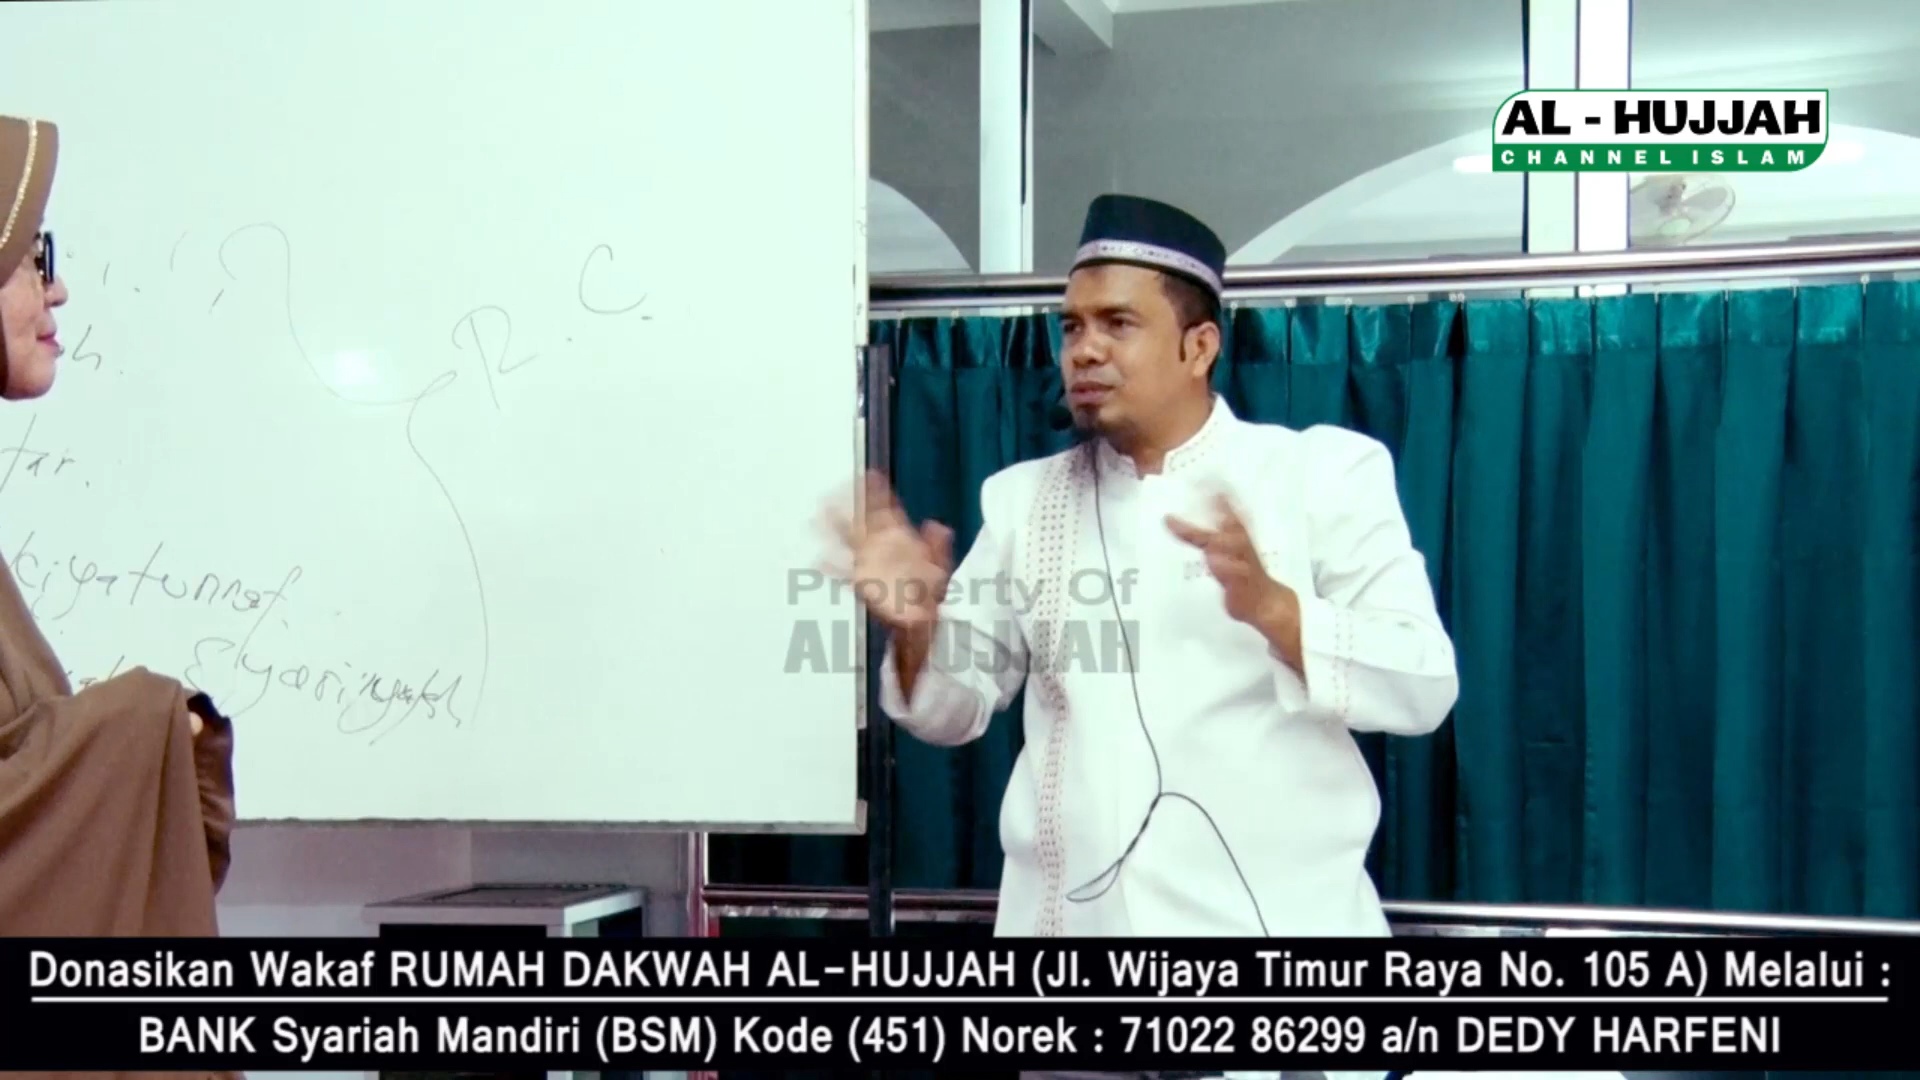 AL - HUJJAH
CHANNEL ISLAM
R. C.
tar.
Property Of
AL-HUJJAH
Donasikan Wakaf RUMAH DAKWAH AL-HUJJAH (Jl. Wijaya Timur Raya No. 105 A) Melalui :
BANK Syariah Mandiri (BSM) Kode (451) Norek : 71022 86299 a/n DEDY HARFENI